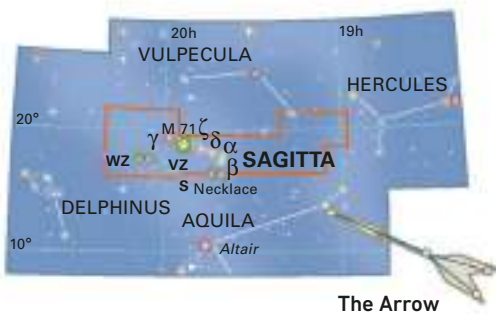 20h
19h
VULPECULA
HERCULES
20°
γ M 71 ζ δ α
WZ
VZ
β SAGITTA
S Necklace
DELPHINUS
AQUILA
10°
Altair
The Arrow